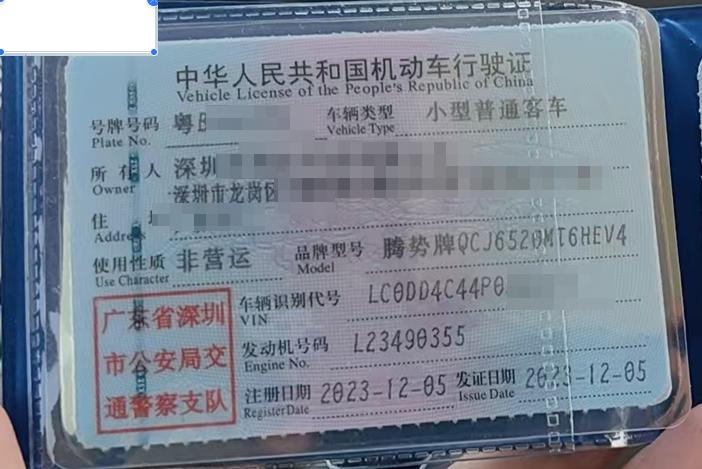 中华人民共和国机动车行驶证
Vehicle License of the People's Republic of China
号牌号码 粤B 车辆类型 小型普通客车
Plate No. Vehicle Type
所有人 深圳
Owner 深圳市龙岗区
住 址
Address
使用性质 非营运 品牌型号 腾势牌QCJ6520MT6HEV4
Use Character Model
广东省深圳
市公安局交
通警察支队
车辆识别代号 LC0DD4C44P0
VIN
发动机号码 L23490355
Engine No.
注册日期 2023-12-05 发证日期 2023-12-05
Register Date Issue Date